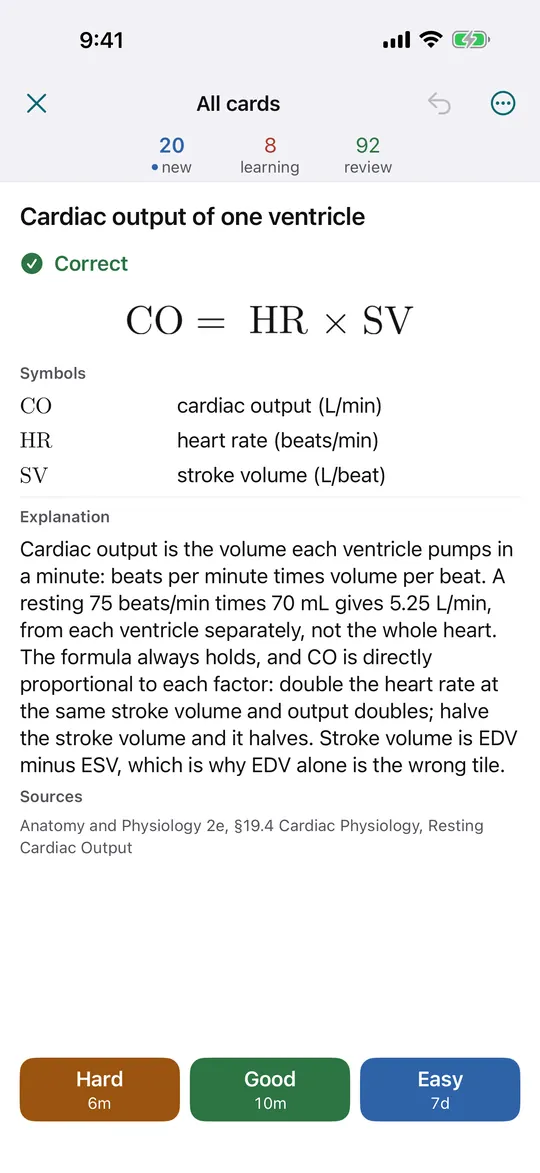 9:41
All cards
20 8 92
• new learning review
Cardiac output of one ventricle
Correct
CO = HR × SV
Symbols
CO cardiac output (L/min)
HR heart rate (beats/min)
SV stroke volume (L/beat)
Explanation
Cardiac output is the volume each ventricle pumps in
a minute: beats per minute times volume per beat. A
resting 75 beats/min times 70 mL gives 5.25 L/min,
from each ventricle separately, not the whole heart.
The formula always holds, and CO is directly
proportional to each factor: double the heart rate at
the same stroke volume and output doubles; halve
the stroke volume and it halves. Stroke volume is EDV
minus ESV, which is why EDV alone is the wrong tile.
Sources
Anatomy and Physiology 2e, §19.4 Cardiac Physiology, Resting
Cardiac Output
Hard Good Easy
6m 10m 7d